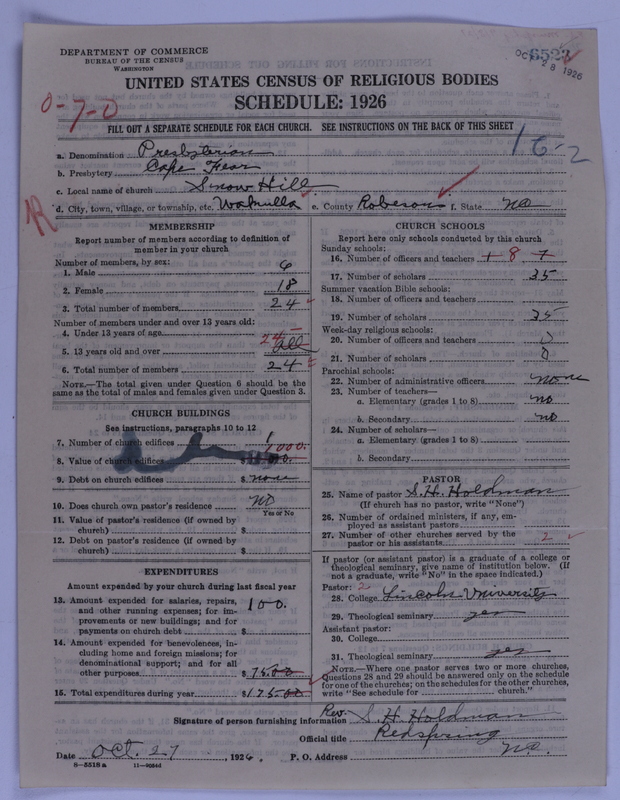 DEPARTMENT OF COMMERCE
BUREAU OF THE CENSUS
WASHINGTON
6523
OCT 28 1926
UNITED STATES CENSUS OF RELIGIOUS BODIES
SCHEDULE: 1926
0-7-0
FILL OUT A SEPARATE SCHEDULE FOR EACH CHURCH. SEE INSTRUCTIONS ON THE BACK OF THIS SHEET
16-2
a. Denomination Presbyterian
b. Presbytery Cape Fear
c. Local name of church Snow Hill
d. City, town, village, or township, etc. Wakulla e. County Robeson f. State NC
R
MEMBERSHIP
Report number of members according to definition of
member in your church
Number of members, by sex:
1. Male 6
2. Female 18
3. Total number of members 24
Number of members under and over 13 years old:
4. Under 13 years of age
5. 13 years old and over 24 all
6. Total number of members 24
NOTE.—The total given under Question 6 should be
same as the total of males and females given under Question 3.
CHURCH BUILDINGS
See instructions, paragraphs 10 to 12
7. Number of church edifices 1
8. Value of church edifices $ 1000.
9. Debt on church edifices $ none
10. Does church own pastor's residence NO
Yes or No
11. Value of pastor's residence (if owned by
church) $
12. Debt on pastor's residence (if owned by
church) $
EXPENDITURES
Amount expended by your church during last fiscal year
13. Amount expended for salaries, repairs,
and other running expenses; for im-
provements or new buildings; and for
payments on church debt $ 100.
14. Amount expended for benevolences, in-
cluding home and foreign missions; for
denominational support; and for all
other purposes $ 75.00
15. Total expenditures during year $ 175.00
CHURCH SCHOOLS
Report here only schools conducted by this church
Sunday schools:
16. Number of officers and teachers 1 8 7
17. Number of scholars 35
Summer vacation Bible schools:
18. Number of officers and teachers
19. Number of scholars 35
Week-day religious schools:
20. Number of officers and teachers 0
21. Number of scholars 0
Parochial schools:
22. Number of administrative officers none
23. Number of teachers—
a. Elementary (grades 1 to 8) no
b. Secondary no
24. Number of scholars—
a. Elementary (grades 1 to 8)
b. Secondary
PASTOR
25. Name of pastor S. H. Holdman
(If church has no pastor, write "None")
26. Number of ordained ministers, if any, em-
ployed as assistant pastors
27. Number of other churches served by the
pastor or his assistants 2
If pastor (or assistant pastor) is a graduate of a college or
theological seminary, give name of institution below. (If
not a graduate, write "No" in the space indicated.)
Pastor: 2
28. College Lincoln University
29. Theological seminary yes
Assistant pastor:
30. College
31. Theological seminary yes
NOTE.—Where one pastor serves two or more churches,
Questions 28 and 29 should be answered only on the schedule
for one of the churches; on the schedules for the other churches,
write "See schedule for church."
Signature of person furnishing information Rev. S. H. Holdman
Official title Redspring
Date Oct. 27, 1926. P. O. Address NC.
8-5518a 11-9084d